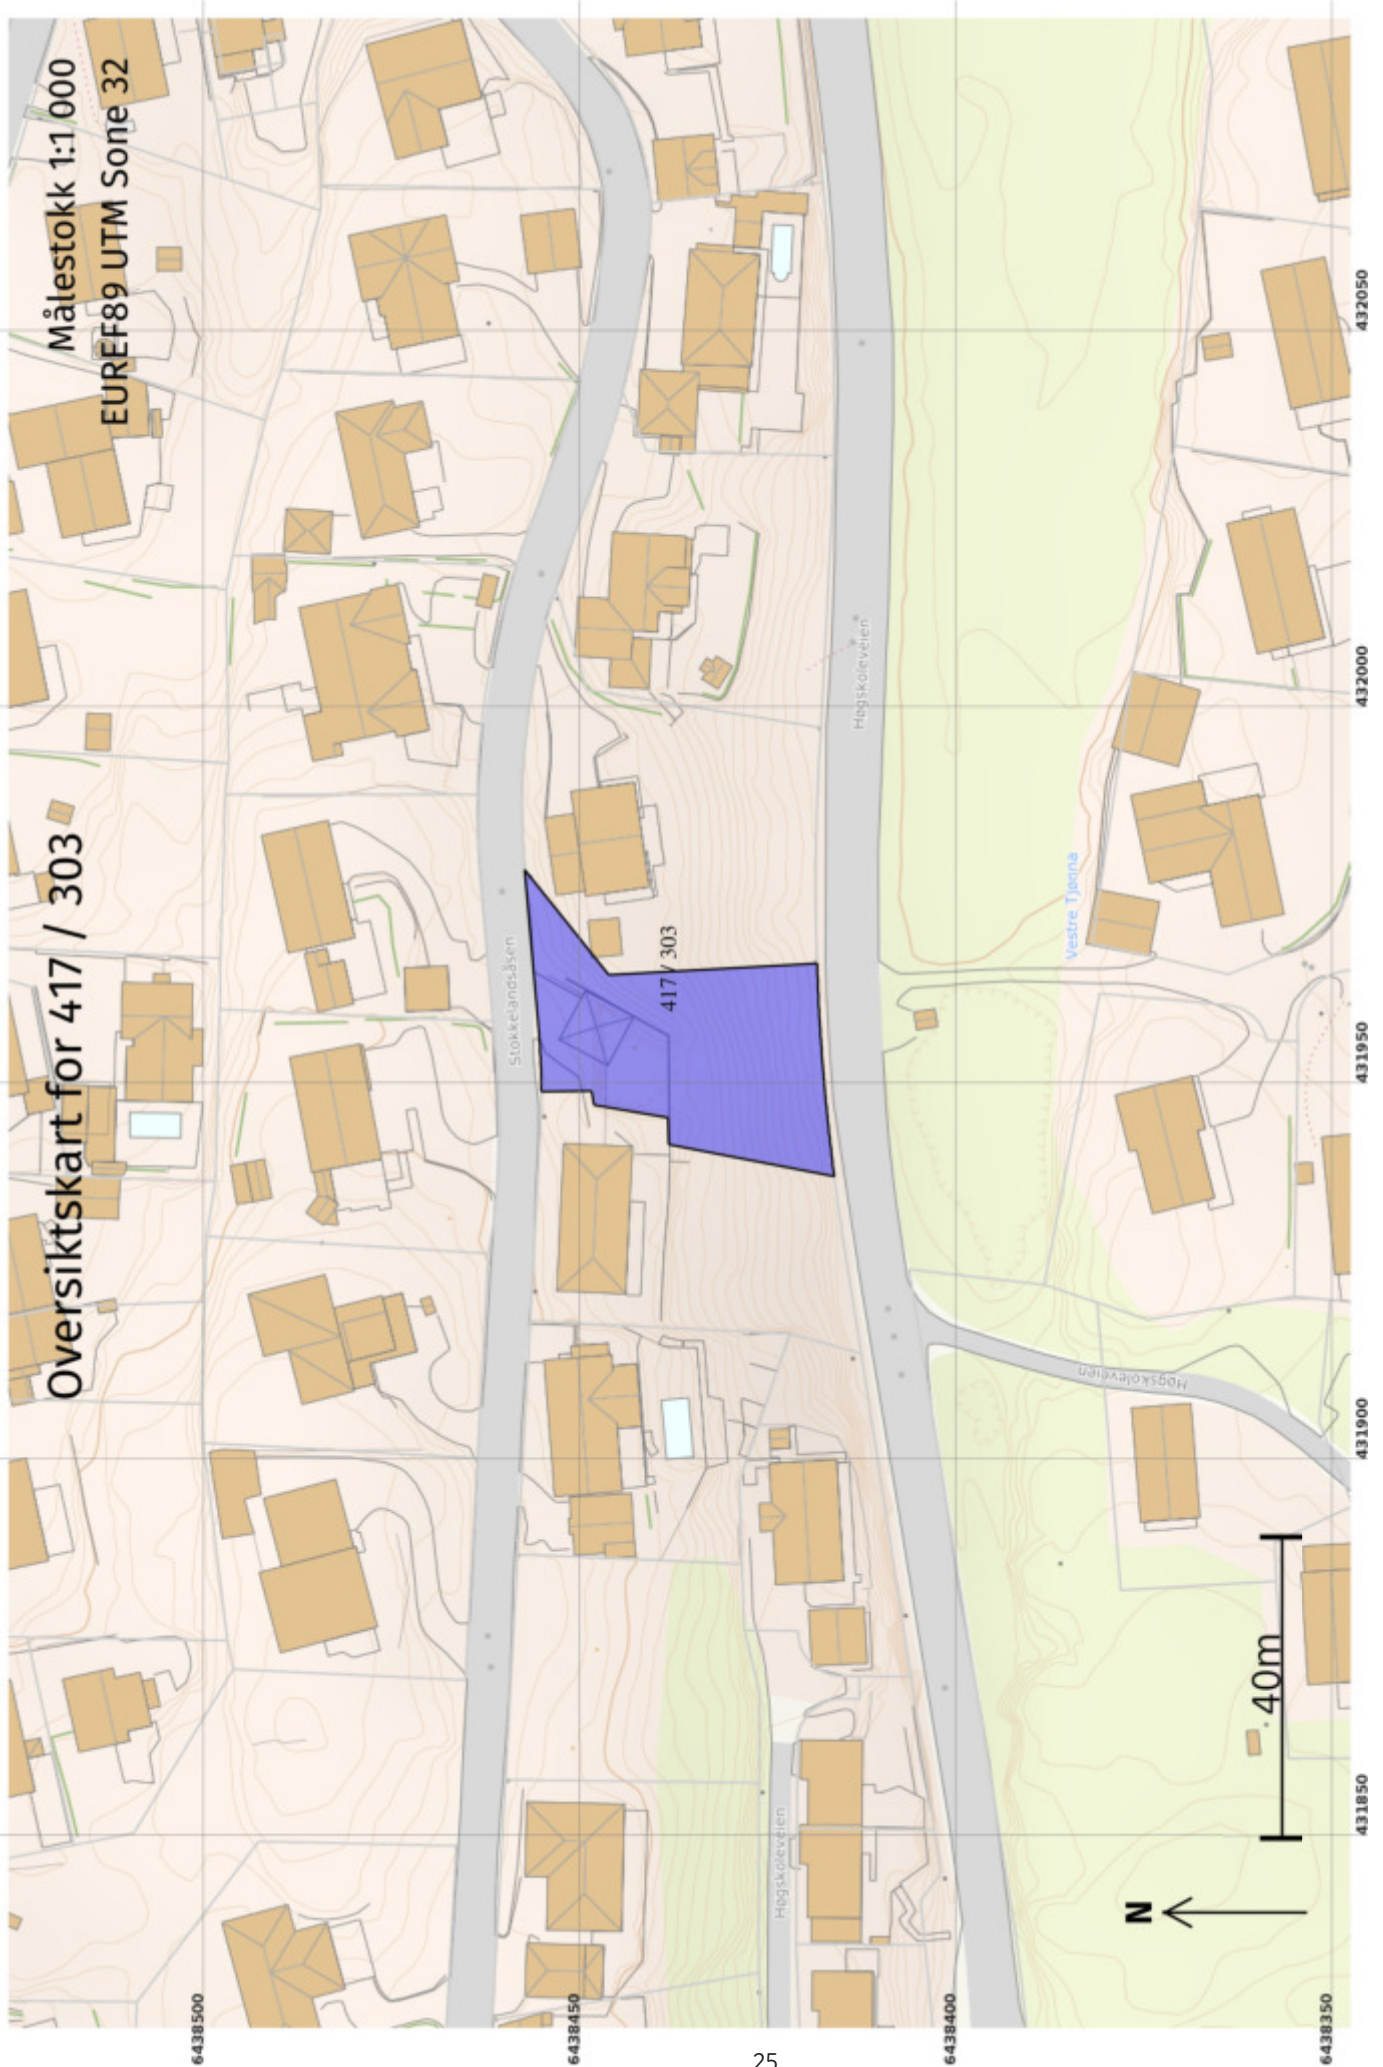 Oversiktskart for 417 / 303
Målestokk 1:1 000
EUREF89 UTM Sone 32
6438500
6438450
6438400
6438350
Stokkelandsåsen
417 / 303
Høgskoleveien
Vestre Tjønna
Høgskoleveien
Høgskoleveien
N
40m
431850
431900
431950
432000
432050
25